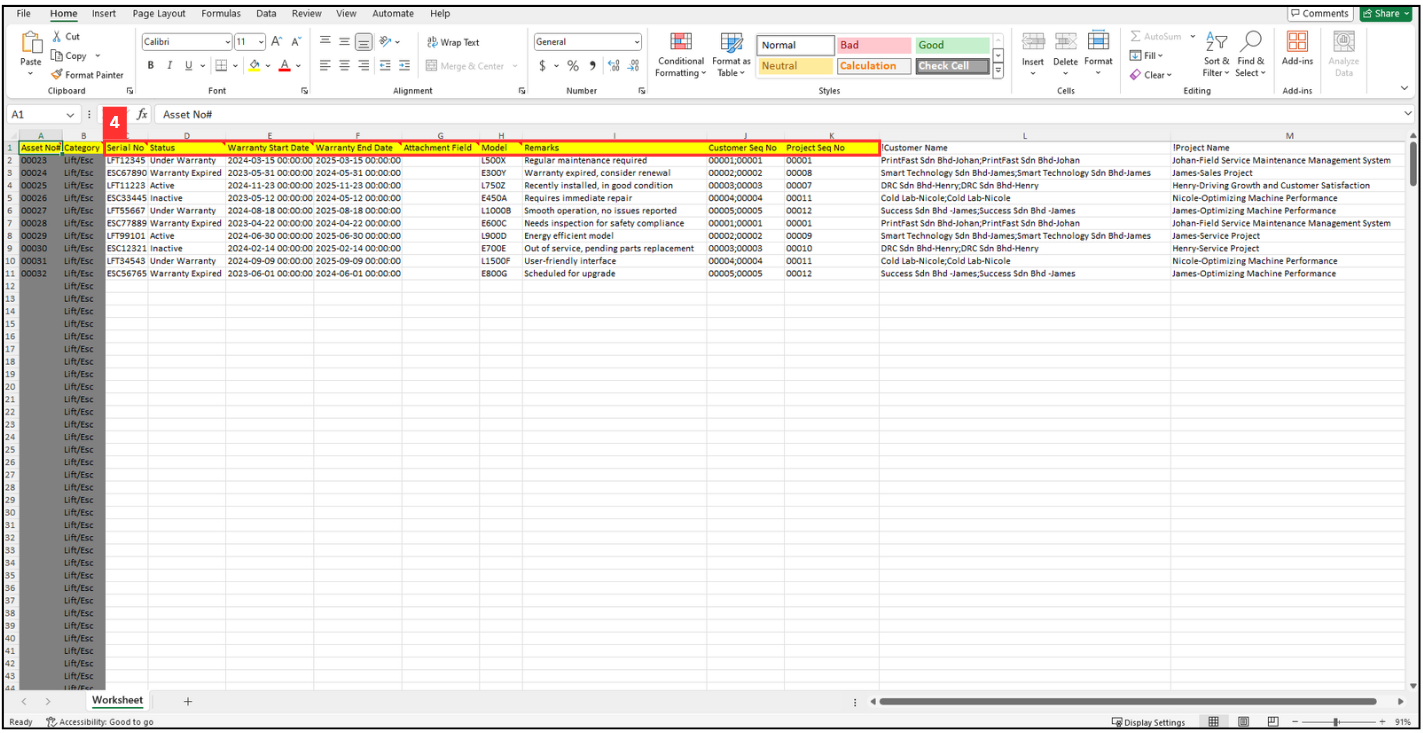 File Home Insert Page Layout Formulas Data Review View Automate Help Comments Share
Paste Cut Copy Format Painter Clipboard
Calibri 11 A^ A˅ B I U A Font
Wrap Text Merge & Center Alignment
General $ % 9 Number
Conditional Formatting Format as Table Normal Bad Good Neutral Calculation Check Cell Styles
Insert Delete Format Cells
AutoSum Fill Clear Sort & Filter Find & Select Editing
Add-ins Add-ins Analyze Data
A1 4 fx Asset No#
A B C D E F G H I J K L M
1 Asset No# Category Serial No Status Warranty Start Date Warranty End Date Attachment Field Model Remarks Customer Seq No Project Seq No !Customer Name !Project Name
2 00023 Lift/Esc LFT12345 Under Warranty 2024-03-15 00:00:00 2025-03-15 00:00:00 L500X Regular maintenance required 00001;00001 00001 PrintFast Sdn Bhd-Johan;PrintFast Sdn Bhd-Johan Johan-Field Service Maintenance Management System
3 00024 Lift/Esc ESC67890 Warranty Expired 2023-05-31 00:00:00 2024-05-31 00:00:00 E300Y Warranty expired, consider renewal 00002;00002 00008 Smart Technology Sdn Bhd-James;Smart Technology Sdn Bhd-James James-Sales Project
4 00025 Lift/Esc LFT11223 Active 2024-11-23 00:00:00 2025-11-23 00:00:00 L750Z Recently installed, in good condition 00003;00003 00007 DRC Sdn Bhd-Henry;DRC Sdn Bhd-Henry Henry-Driving Growth and Customer Satisfaction
5 00026 Lift/Esc ESC33445 Inactive 2023-05-12 00:00:00 2024-05-12 00:00:00 E450A Requires immediate repair 00004;00004 00011 Cold Lab-Nicole;Cold Lab-Nicole Nicole-Optimizing Machine Performance
6 00027 Lift/Esc LFT55667 Under Warranty 2024-08-18 00:00:00 2025-08-18 00:00:00 L1000B Smooth operation, no issues reported 00005;00005 00012 Success Sdn Bhd -James;Success Sdn Bhd -James James-Optimizing Machine Performance
7 00028 Lift/Esc ESC77889 Warranty Expired 2023-04-22 00:00:00 2024-04-22 00:00:00 E600C Needs inspection for safety compliance 00001;00001 00001 PrintFast Sdn Bhd-Johan;PrintFast Sdn Bhd-Johan Johan-Field Service Maintenance Management System
8 00029 Lift/Esc LFT99101 Active 2024-06-30 00:00:00 2025-06-30 00:00:00 L900D Energy efficient model 00002;00002 00009 Smart Technology Sdn Bhd-James;Smart Technology Sdn Bhd-James James-Service Project
9 00030 Lift/Esc ESC12321 Inactive 2024-02-14 00:00:00 2025-02-14 00:00:00 E700E Out of service, pending parts replacement 00003;00003 00010 DRC Sdn Bhd-Henry;DRC Sdn Bhd-Henry Henry-Service Project
10 00031 Lift/Esc LFT34543 Under Warranty 2024-09-09 00:00:00 2025-09-09 00:00:00 L1500F User-friendly interface 00004;00004 00011 Cold Lab-Nicole;Cold Lab-Nicole Nicole-Optimizing Machine Performance
11 00032 Lift/Esc ESC56765 Warranty Expired 2023-06-01 00:00:00 2024-06-01 00:00:00 E800G Scheduled for upgrade 00005;00005 00012 Success Sdn Bhd -James;Success Sdn Bhd -James James-Optimizing Machine Performance
12 Lift/Esc
13 Lift/Esc
14 Lift/Esc
15 Lift/Esc
16 Lift/Esc
17 Lift/Esc
18 Lift/Esc
19 Lift/Esc
20 Lift/Esc
21 Lift/Esc
22 Lift/Esc
23 Lift/Esc
24 Lift/Esc
25 Lift/Esc
26 Lift/Esc
27 Lift/Esc
28 Lift/Esc
29 Lift/Esc
30 Lift/Esc
31 Lift/Esc
32 Lift/Esc
33 Lift/Esc
34 Lift/Esc
35 Lift/Esc
36 Lift/Esc
37 Lift/Esc
38 Lift/Esc
39 Lift/Esc
40 Lift/Esc
41 Lift/Esc
42 Lift/Esc
43 Lift/Esc
44 Lift/Esc
Worksheet +
Ready Accessibility: Good to go Display Settings 91%